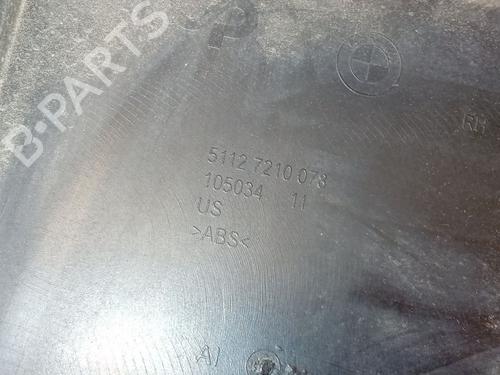 B-PARTS
RH
5112 7210 078
105034 11
US
>ABS<
AI